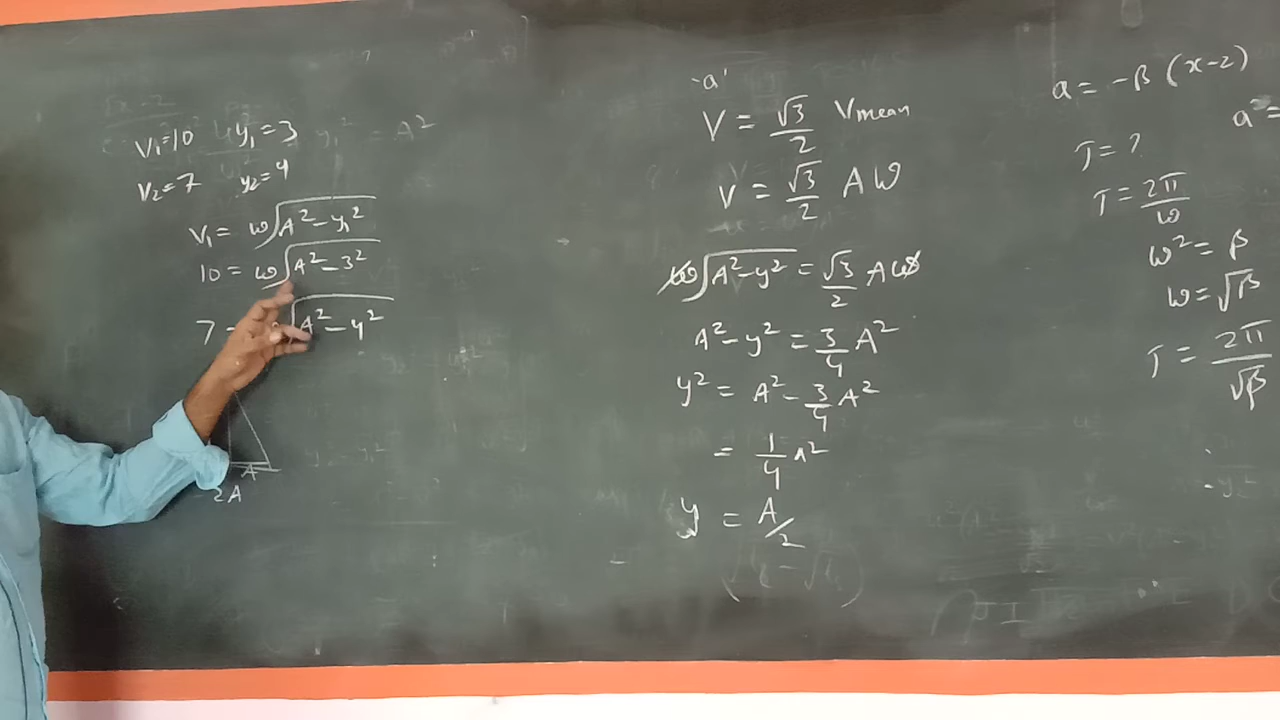 V₁=10 y₁=3
V₂=7 y₂=4
V₁ = ω√(A²-y₁²)
10 = ω√(A²-3²)
7 = √(A²-4²)
A
2A
'a'
V = √3/2 Vmean
V = √3/2 Aω
ω√(A²-y²) = √3/2 Aω
A²-y² = 3/4 A²
y² = A² - 3/4 A²
= 1/4 A²
y = A/2
a = -β (x-2)
a² =
T = ?
T = 2π/ω
ω² = β
ω = √β
T = 2π/√β